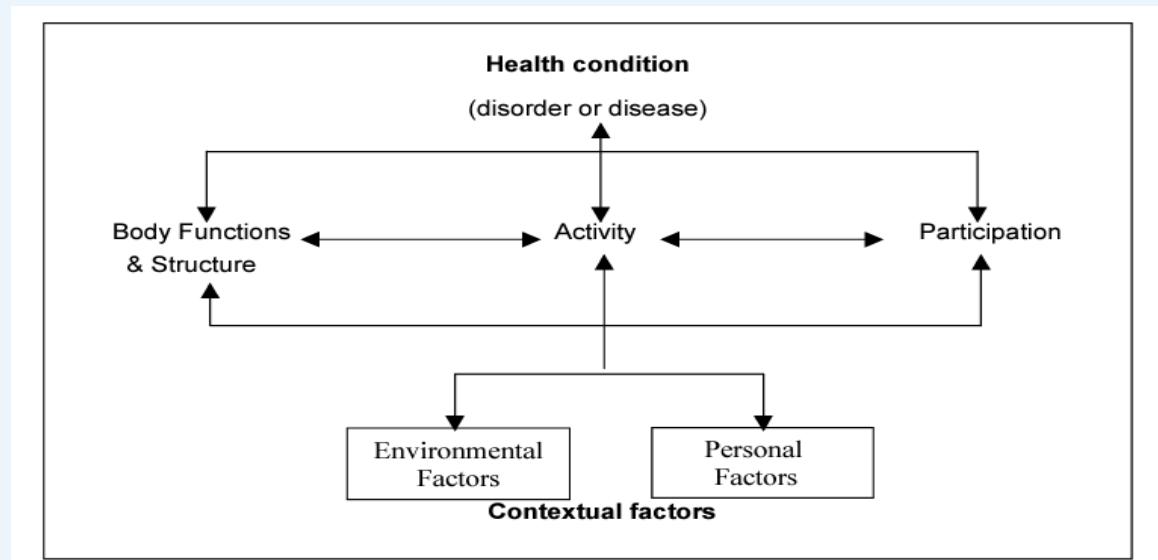 Health condition
(disorder or disease)
Body Functions
& Structure
Activity
Participation
Environmental
Factors
Personal
Factors
Contextual factors